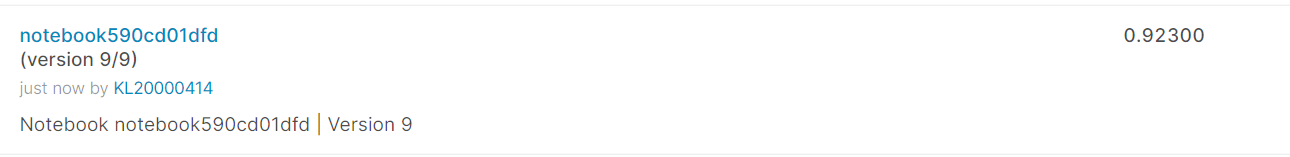 notebook590cd01dfd 0.92300
(version 9/9)
just now by KL20000414
Notebook notebook590cd01dfd | Version 9